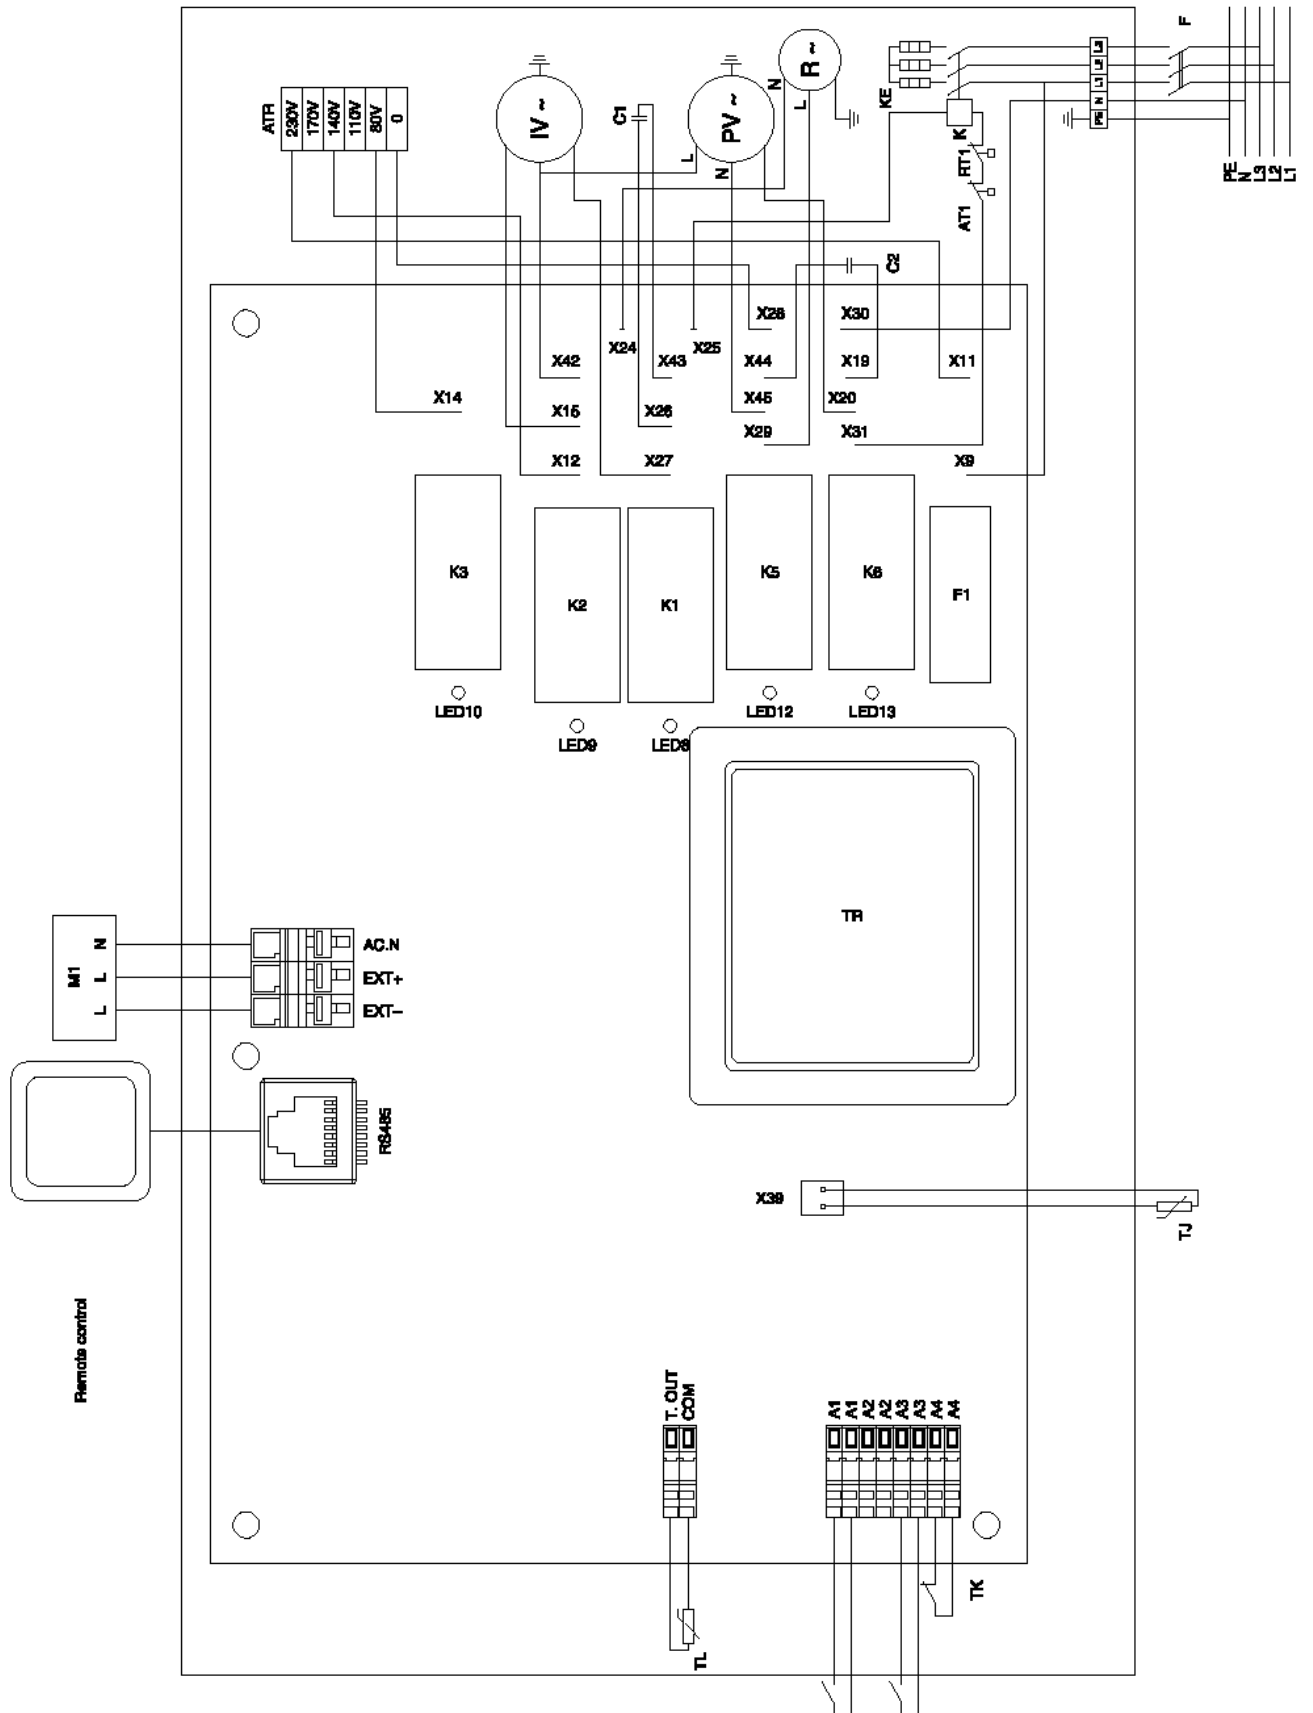 F
L3
L2
L1
N
PE
KE
K
RT1
AT1
PE
N
L3
L2
L1
R ~
N
L
IV ~
PV ~
L
N
C1
C2
ATR
230V
170V
140V
110V
80V
0
X28
X30
X24
X25
X42
X43
X44
X19
X11
X14
X15
X26
X45
X20
X29
X31
X12
X27
X9
K3
K2
K1
K5
K6
F1
LED10
LED9
LED8
LED12
LED13
TR
M1
N
L
L
AC.N
EXT+
EXT-
RS485
X39
TJ
Remote control
T. OUT
COM
A1
A1
A2
A2
A3
A3
A4
A4
TL
TK